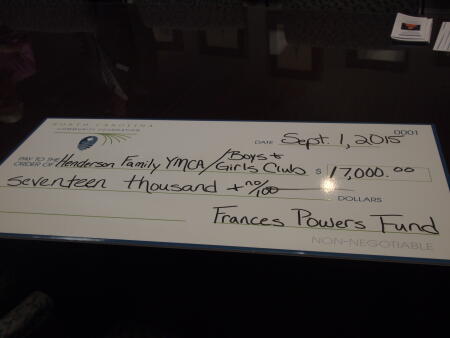 NORTH CAROLINA
COMMUNITY FOUNDATION
0001
DATE Sept. 1, 2015
PAY TO THE ORDER OF Henderson Family YMCA/Boys + Girls Club $ 17,000.00
seventeen thousand + no/100 DOLLARS
Frances Powers Fund
NON-NEGOTIABLE